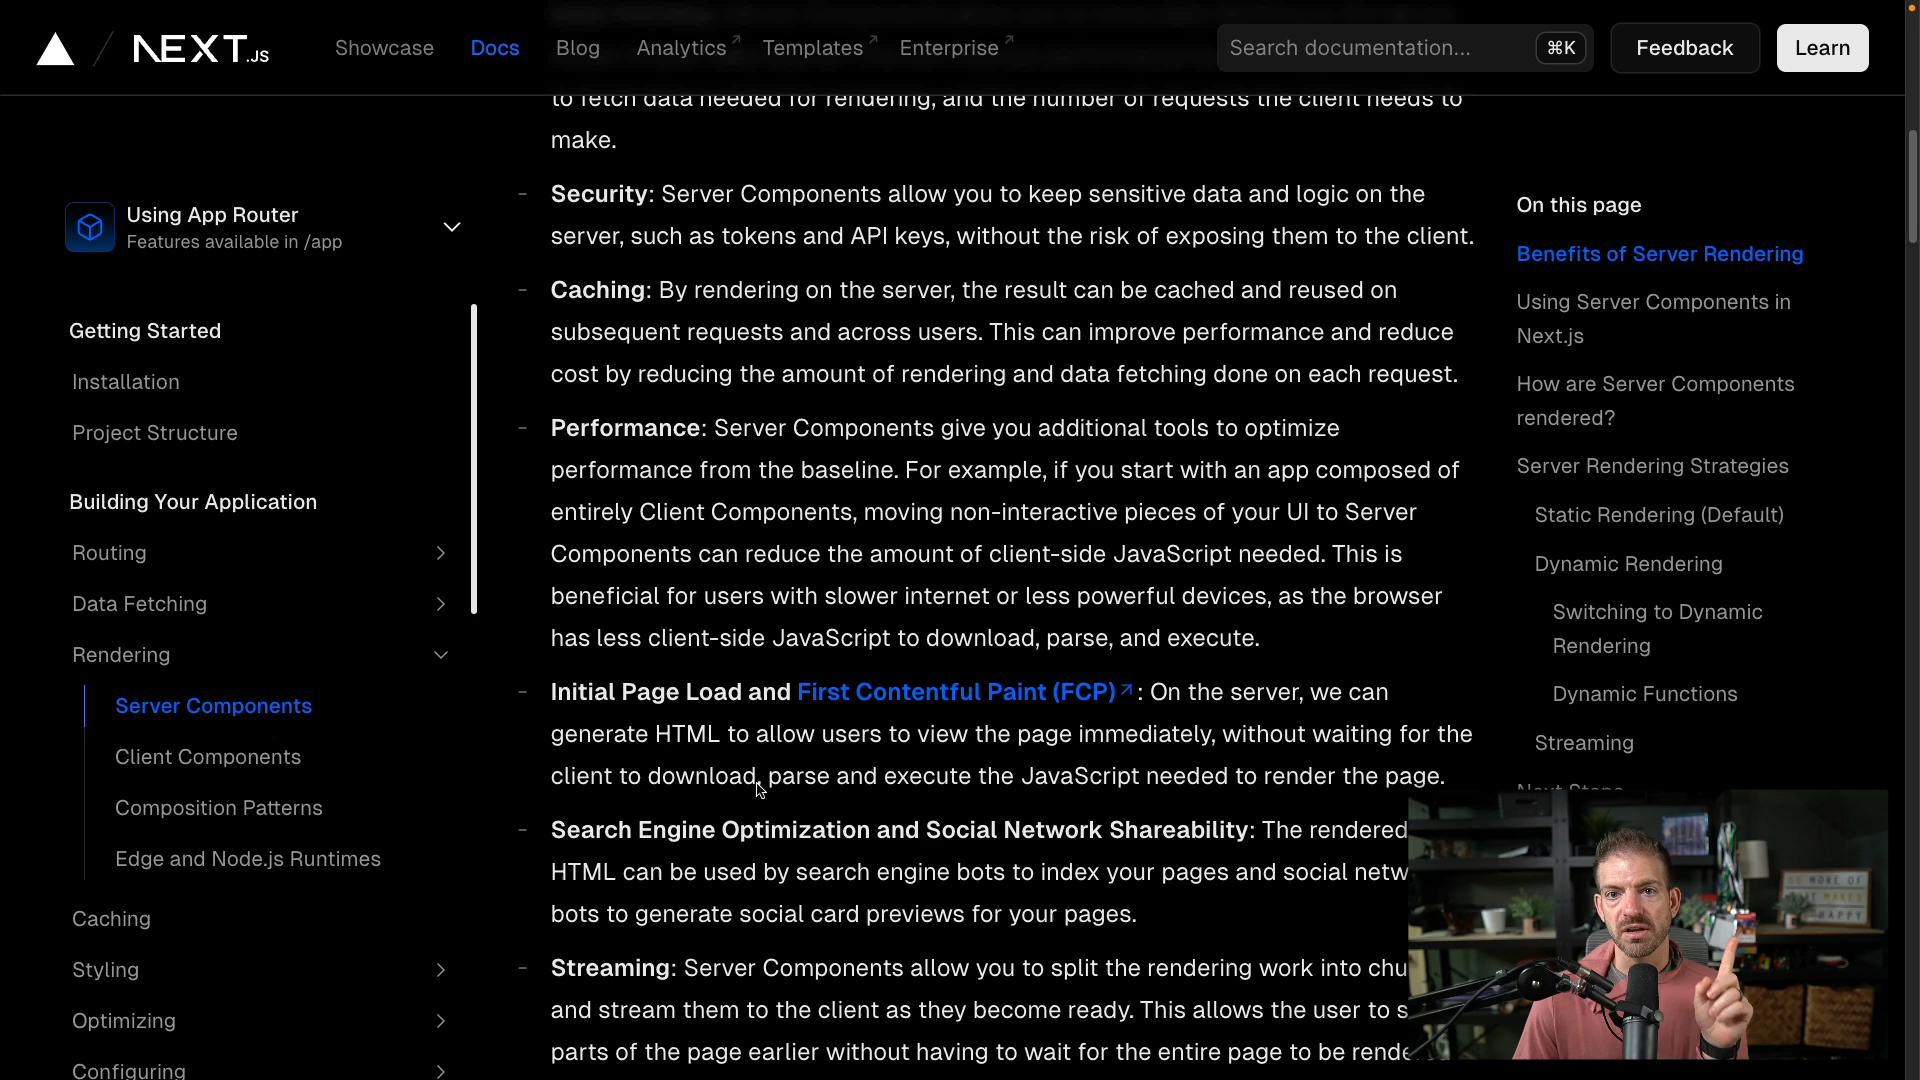 NEXT.JS
Showcase
Docs
Blog
Analytics
Templates
Enterprise
Search documentation...
⌘K
Feedback
Learn
Using App Router
Features available in /app
Getting Started
Installation
Project Structure
Building Your Application
Routing
Data Fetching
Rendering
Server Components
Client Components
Composition Patterns
Edge and Node.js Runtimes
Caching
Styling
Optimizing
Configuring
to fetch data needed for rendering, and the number of requests the client needs to
make.
- Security: Server Components allow you to keep sensitive data and logic on the
server, such as tokens and API keys, without the risk of exposing them to the client.
- Caching: By rendering on the server, the result can be cached and reused on
subsequent requests and across users. This can improve performance and reduce
cost by reducing the amount of rendering and data fetching done on each request.
- Performance: Server Components give you additional tools to optimize
performance from the baseline. For example, if you start with an app composed of
entirely Client Components, moving non-interactive pieces of your UI to Server
Components can reduce the amount of client-side JavaScript needed. This is
beneficial for users with slower internet or less powerful devices, as the browser
has less client-side JavaScript to download, parse, and execute.
- Initial Page Load and First Contentful Paint (FCP)↗: On the server, we can
generate HTML to allow users to view the page immediately, without waiting for the
client to download, parse and execute the JavaScript needed to render the page.
- Search Engine Optimization and Social Network Shareability: The rendered
HTML can be used by search engine bots to index your pages and social netw
bots to generate social card previews for your pages.
- Streaming: Server Components allow you to split the rendering work into chu
and stream them to the client as they become ready. This allows the user to s
parts of the page earlier without having to wait for the entire page to be rende
On this page
Benefits of Server Rendering
Using Server Components in
Next.js
How are Server Components
rendered?
Server Rendering Strategies
Static Rendering (Default)
Dynamic Rendering
Switching to Dynamic
Rendering
Dynamic Functions
Streaming
Next Steps